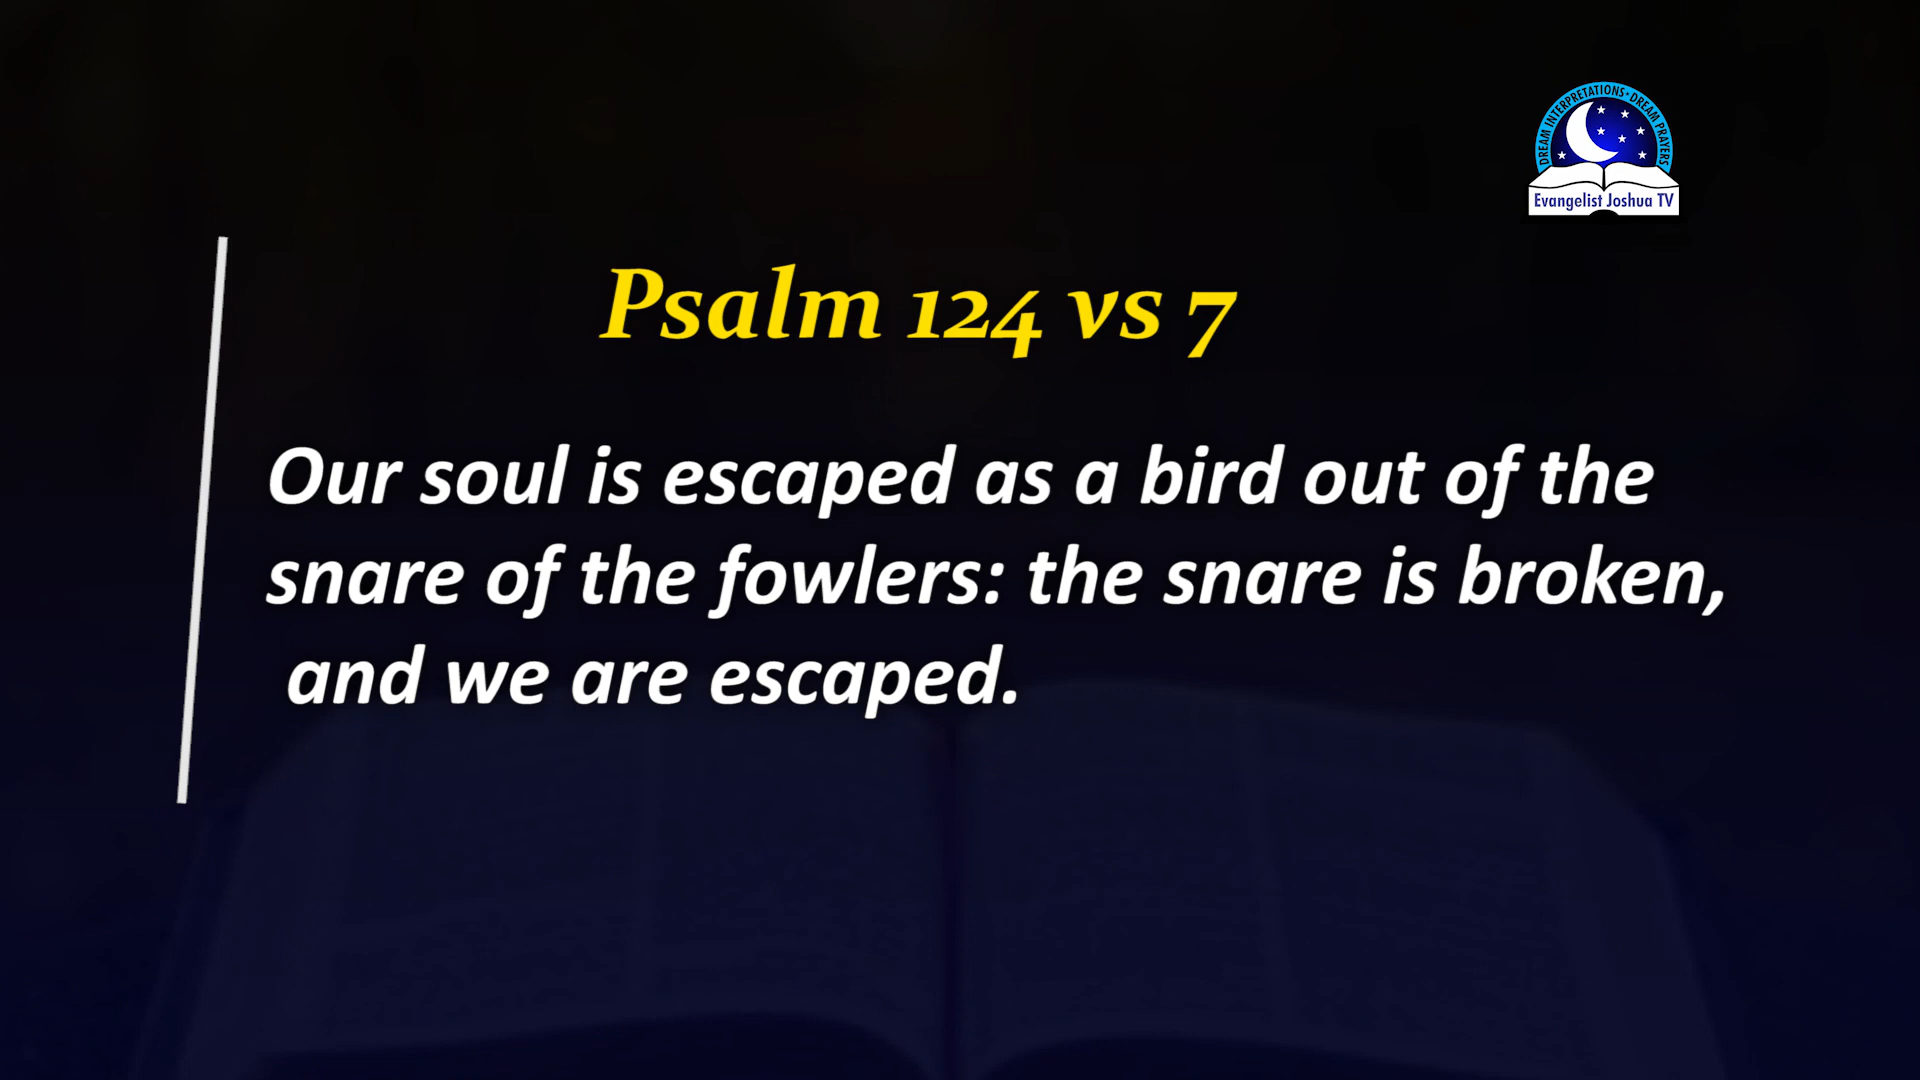 DREAM INTERPRETATIONS • DREAM PRAYERS
Evangelist Joshua TV
Psalm 124 vs 7
Our soul is escaped as a bird out of the
snare of the fowlers: the snare is broken,
and we are escaped.